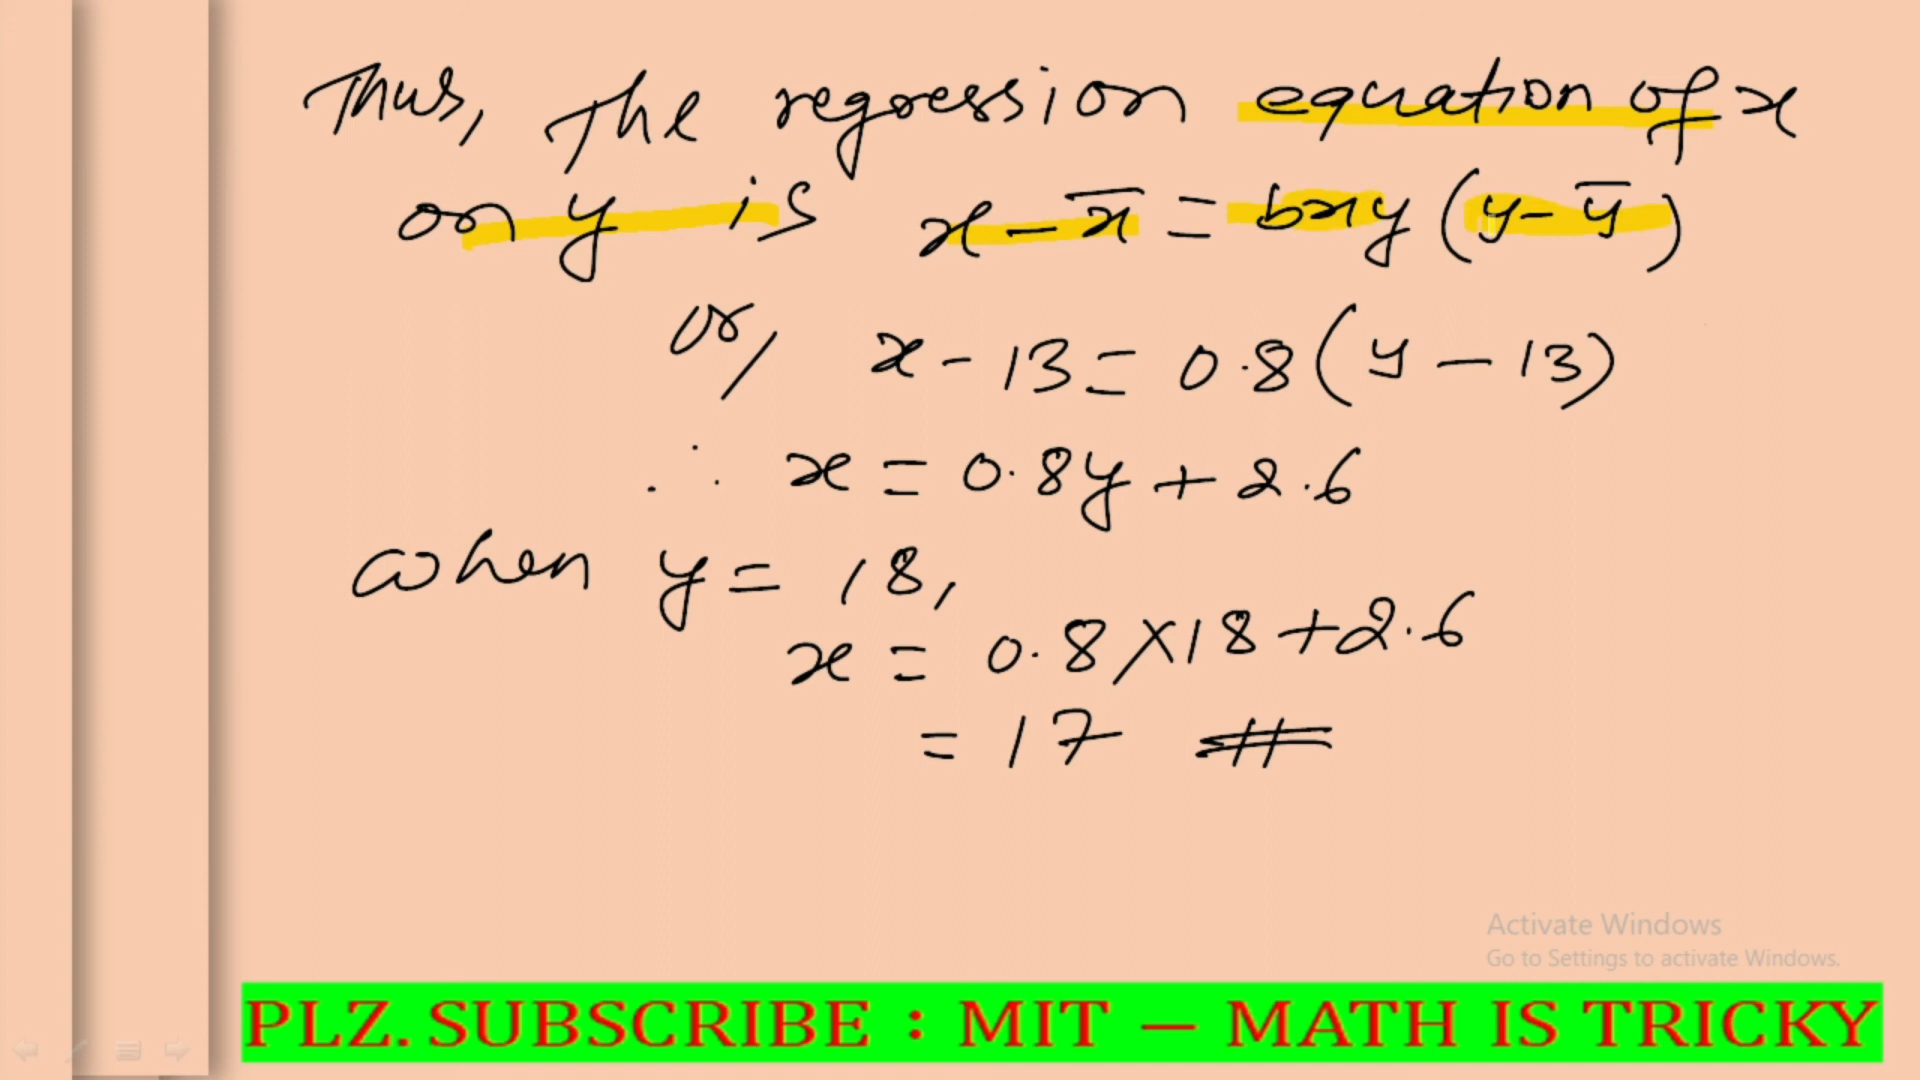 Thus, The regression equation of x
on y is x - x̄ = bxy (y - ȳ)
or, x - 13 = 0.8 (y - 13)
∴ x = 0.8y + 2.6
when y = 18,
x = 0.8 × 18 + 2.6
= 17 #
Activate Windows
Go to Settings to activate Windows.
PLZ. SUBSCRIBE : MIT – MATH IS TRICKY